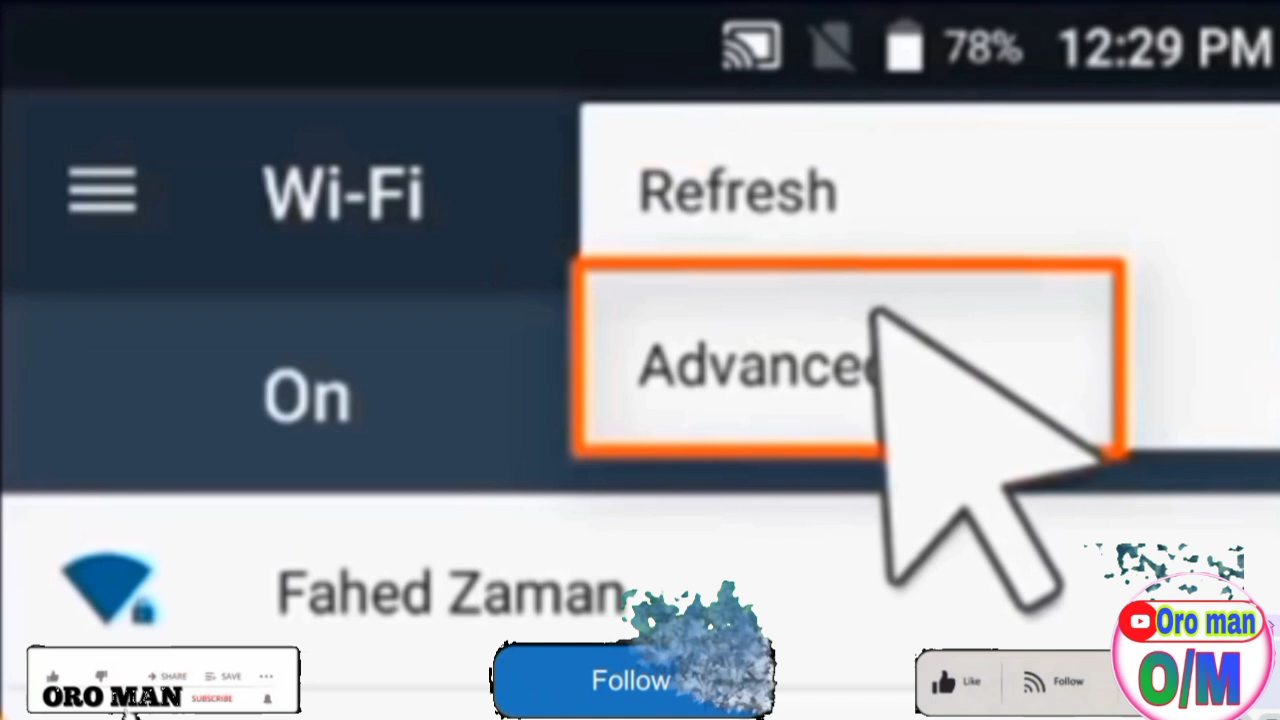 78% 12:29 PM
Wi-Fi
Refresh
On
Advanced
Fahed Zaman
SHARE SAVE
ORO MAN SUBSCRIBE
Follow
Like Follow
Oro man
O/M